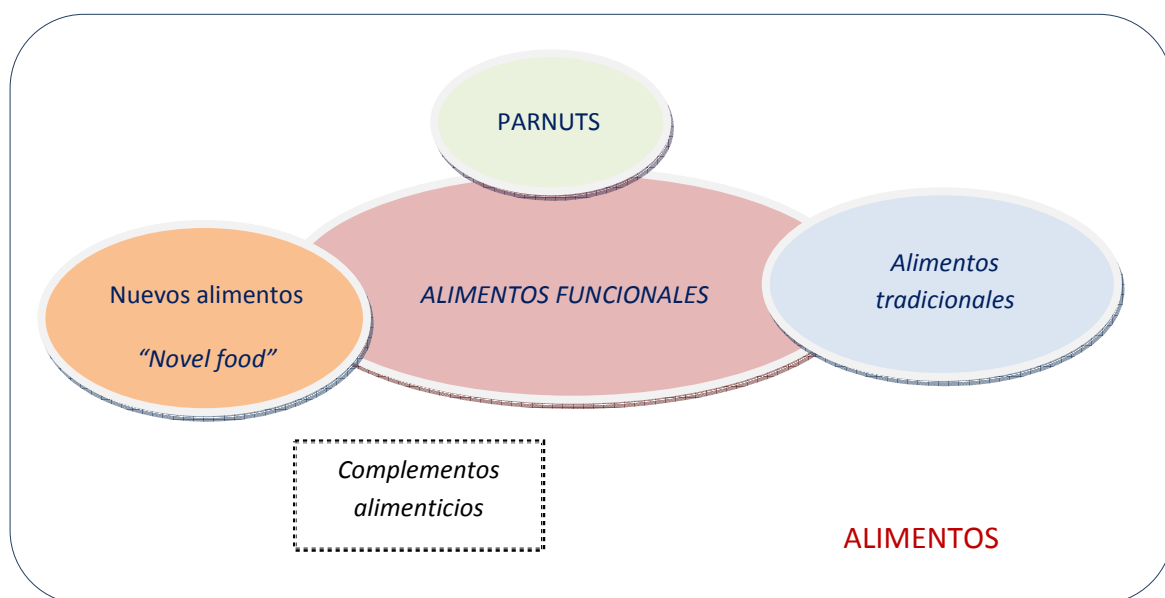 PARNUTS
Nuevos alimentos
“Novel food”
ALIMENTOS FUNCIONALES
Alimentos
tradicionales
Complementos
alimenticios
ALIMENTOS